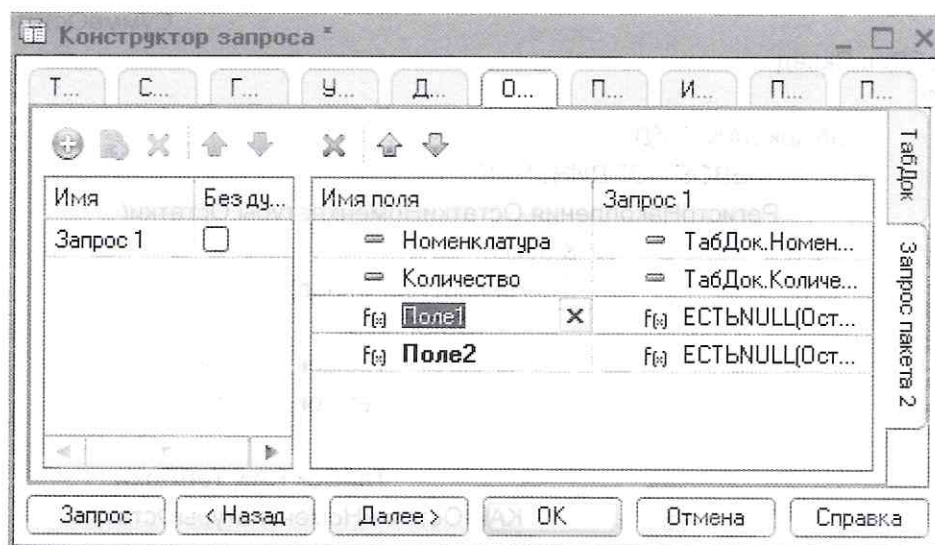 Конструктор запроса *
Т... С... Г... У... Д... О... П... И... П... П...
Имя Без ду... Имя поля Запрос 1
Запрос 1 Номенклатура ТабДок.Номен...
Количество ТабДок.Количе...
Поле1 ЕСТЬNULL(Ост...
Поле2 ЕСТЬNULL(Ост...
ТабДок
Запрос пакета 2
Запрос < Назад Далее > ОК Отмена Справка